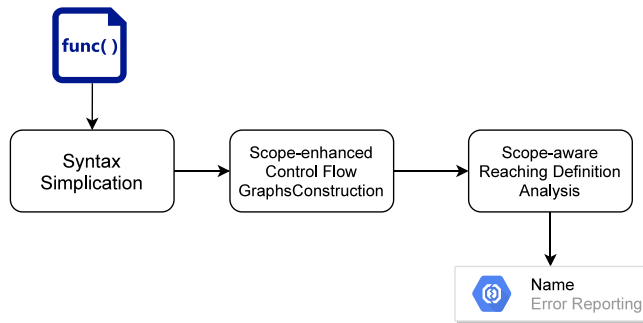 func( )
Syntax
Simplication
Scope-enhanced
Control Flow
GraphsConstruction
Scope-aware
Reaching Definition
Analysis
Name
Error Reporting